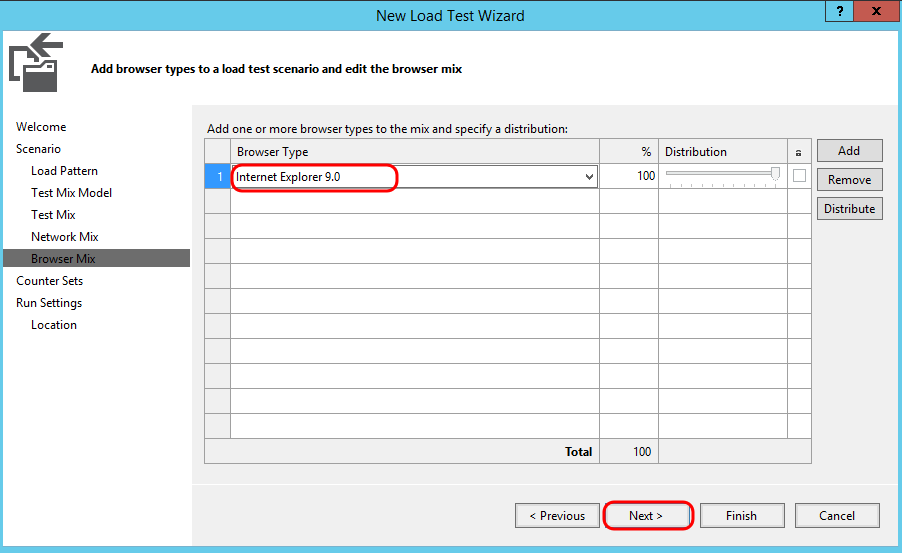 New Load Test Wizard
? X
Add browser types to a load test scenario and edit the browser mix
Welcome
Scenario
Load Pattern
Test Mix Model
Test Mix
Network Mix
Browser Mix
Counter Sets
Run Settings
Location
Add one or more browser types to the mix and specify a distribution:
Browser Type % Distribution a
1 Internet Explorer 9.0 100
Total 100
Add
Remove
Distribute
< Previous Next > Finish Cancel